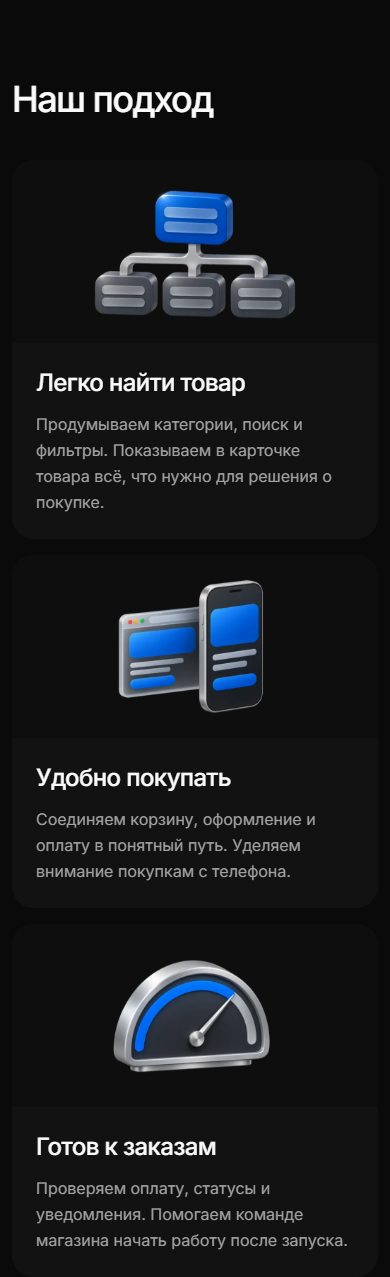 Наш подход
Легко найти товар
Продумываем категории, поиск и
фильтры. Показываем в карточке
товара всё, что нужно для решения о
покупке.
Удобно покупать
Соединяем корзину, оформление и
оплату в понятный путь. Уделяем
внимание покупкам с телефона.
Готов к заказам
Проверяем оплату, статусы и
уведомления. Помогаем команде
магазина начать работу после запуска.